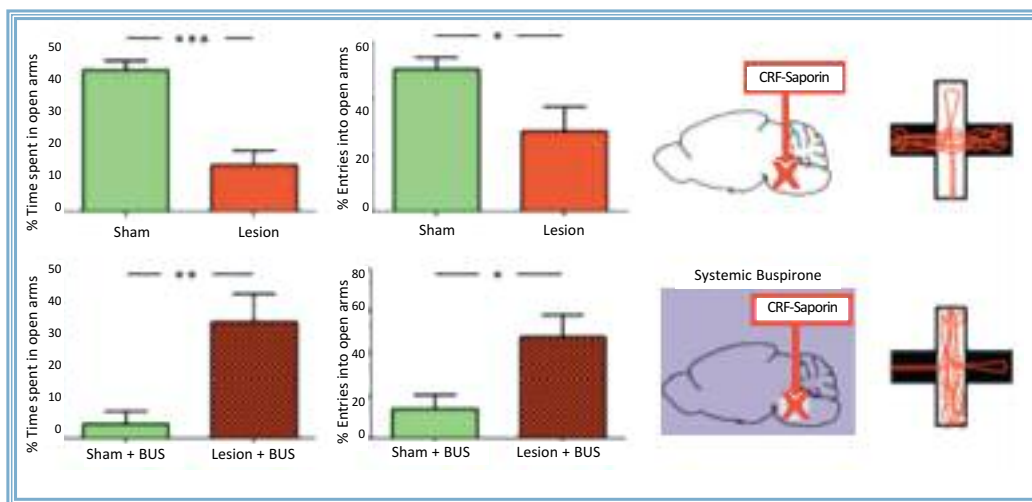 % Time spent in open arms
50
40
30
20
10
0
***
Sham
Lesion
% Entries into open arms
60
40
20
0
*
Sham
Lesion
CRF-Saporin
% Time spent in open arms
50
40
30
20
10
0
**
Sham + BUS
Lesion + BUS
% Entries into open arms
80
60
40
20
0
*
Sham + BUS
Lesion + BUS
Systemic Buspirone
CRF-Saporin